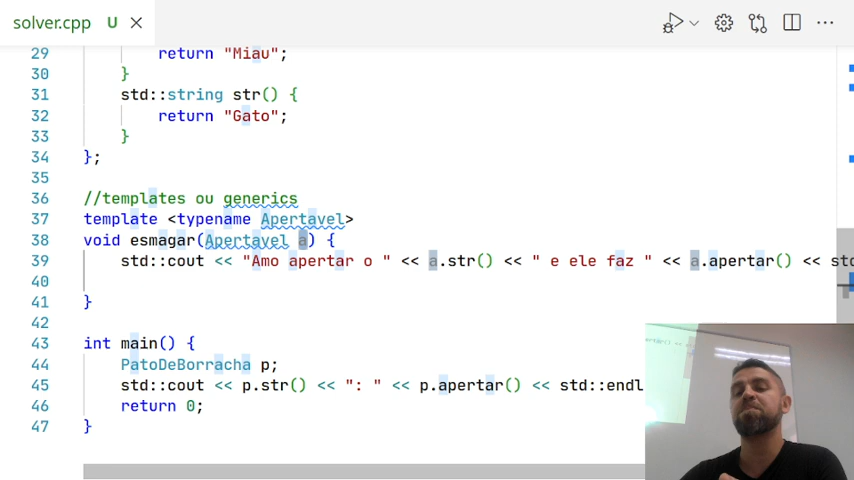 solver.cpp U
29 return "Miau";
30 }
31 std::string str() {
32 return "Gato";
33 }
34 };
35
36 //templates ou generics
37 template <typename Apertavel>
38 void esmagar(Apertavel a) {
39 std::cout << "Amo apertar o " << a.str() << " e ele faz " << a.apertar() << std
40
41 }
42
43 int main() {
44 PatoDeBorracha p;
45 std::cout << p.str() << ": " << p.apertar() << std::endl
46 return 0;
47 }